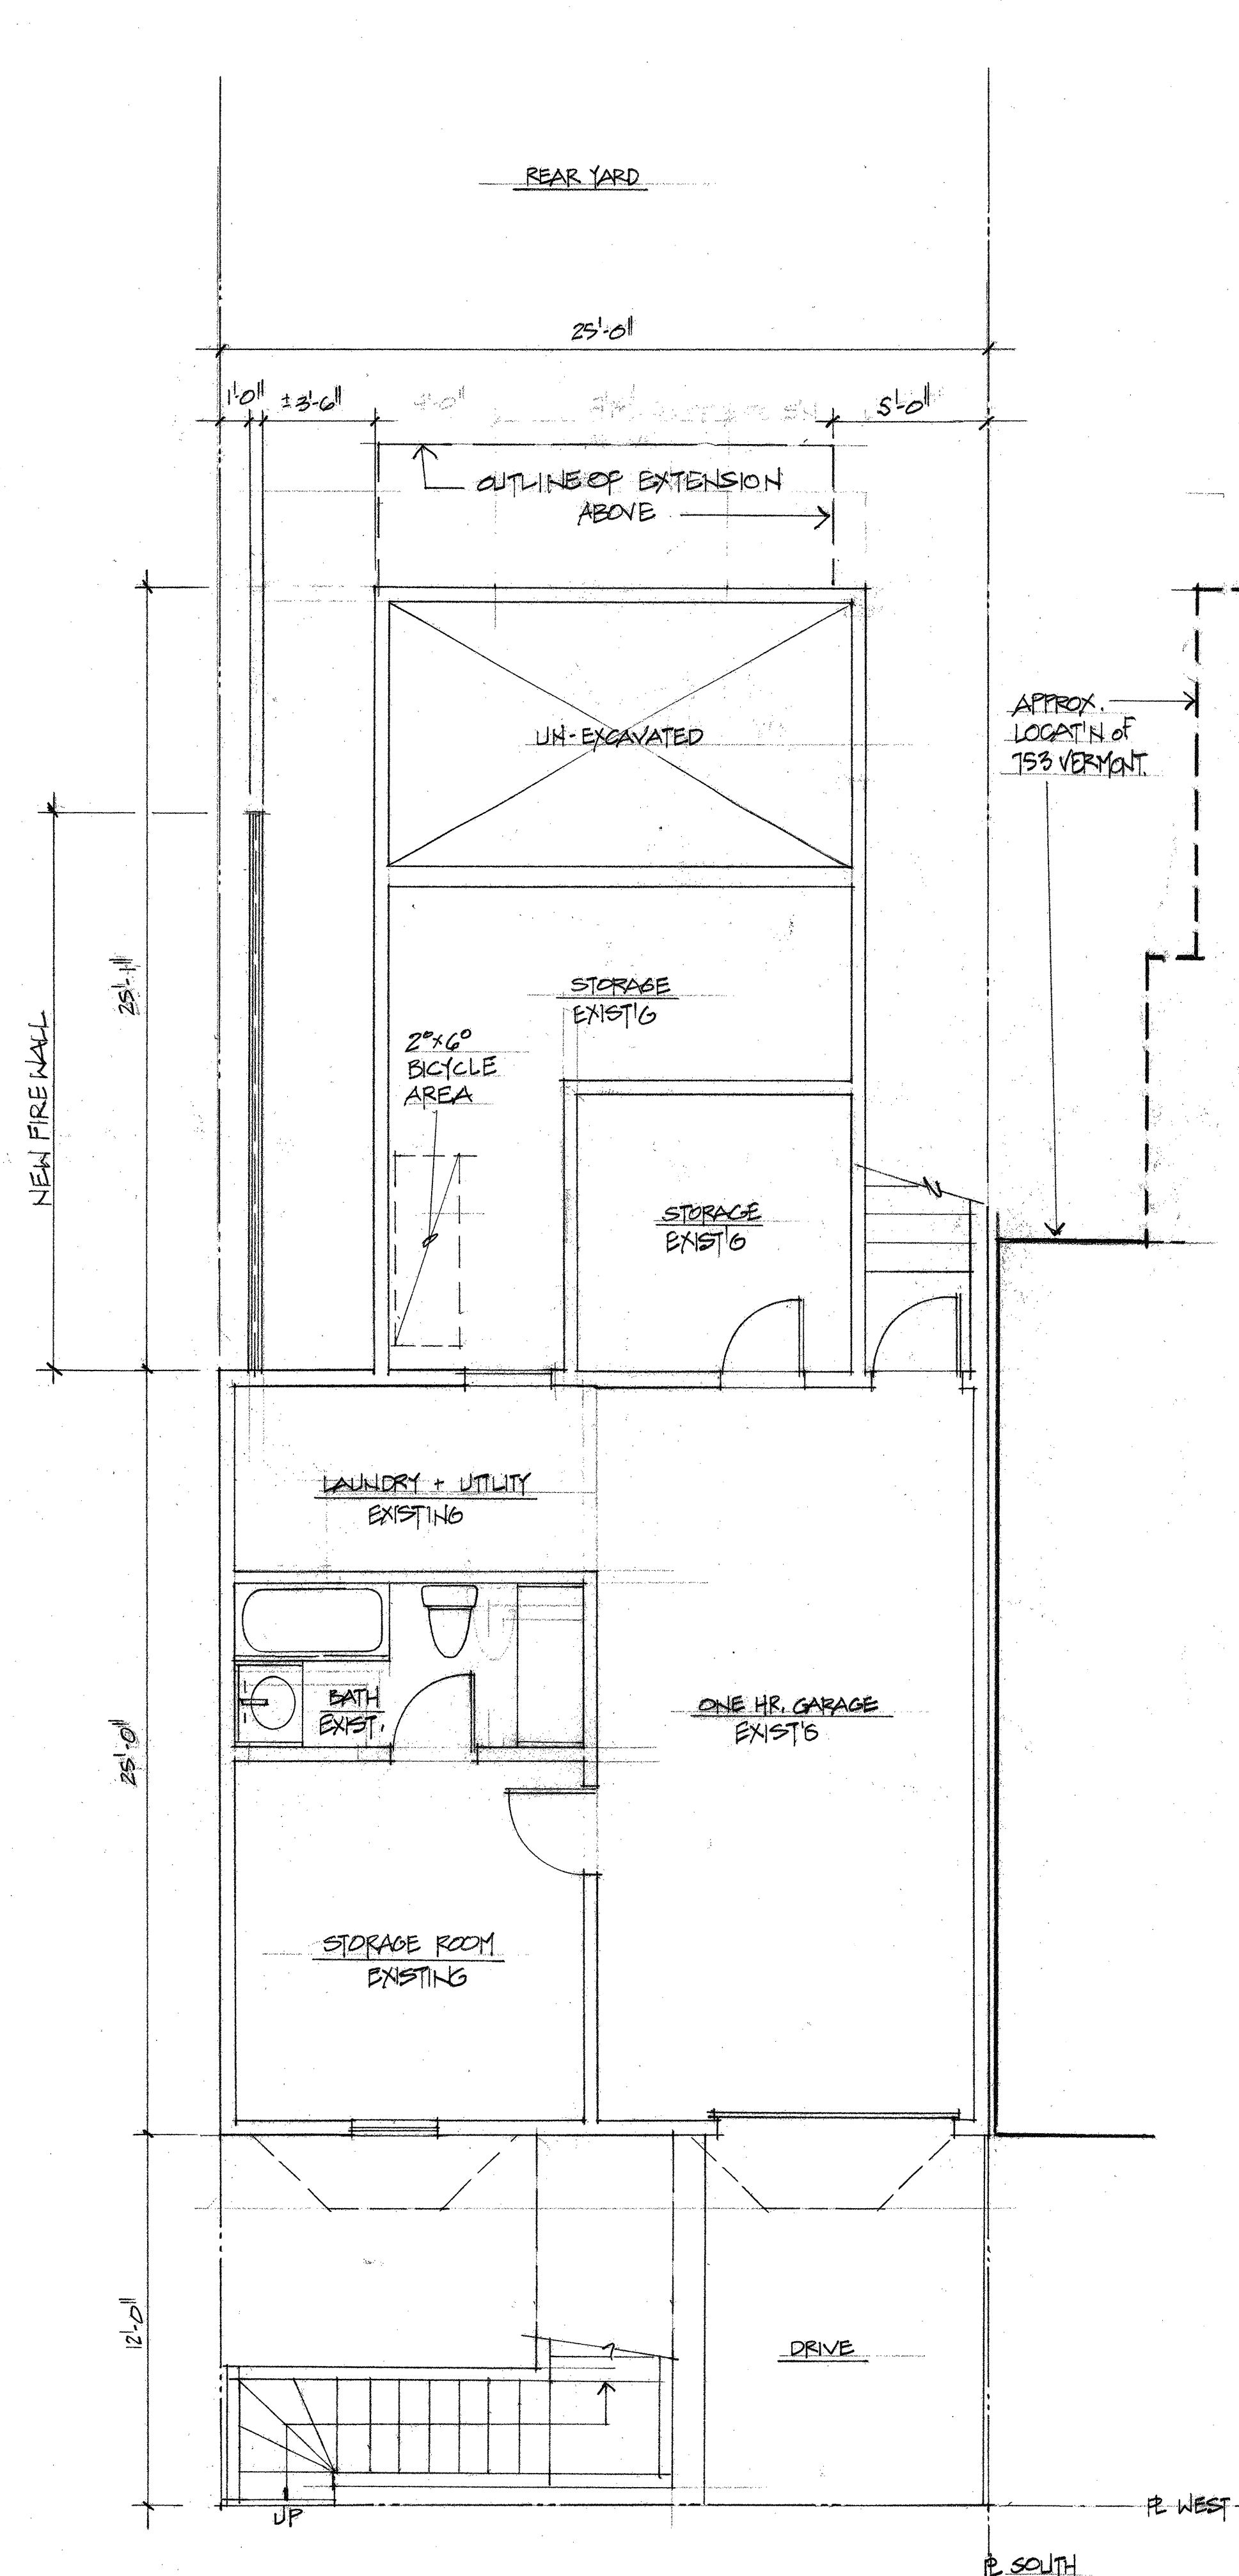 REAR YARD
25'-0"
1'-0"
±3'-6"
5'-0"
OUTLINE OF EXTENSION
ABOVE
UN-EXCAVATED
APPROX.
LOCAT'N OF
753 VERMONT.
25'-1"
NEW FIRE WALL
STORAGE
EXIST'G
2⁰x6⁰
BICYCLE
AREA
STORAGE
EXIST'G
LAUNDRY + UTILITY
EXISTING
BATH
EXIST.
ONE HR. GARAGE
EXIST'G
25'-0"
STORAGE ROOM
EXISTING
12'-0"
DRIVE
UP
PL WEST
PL SOUTH